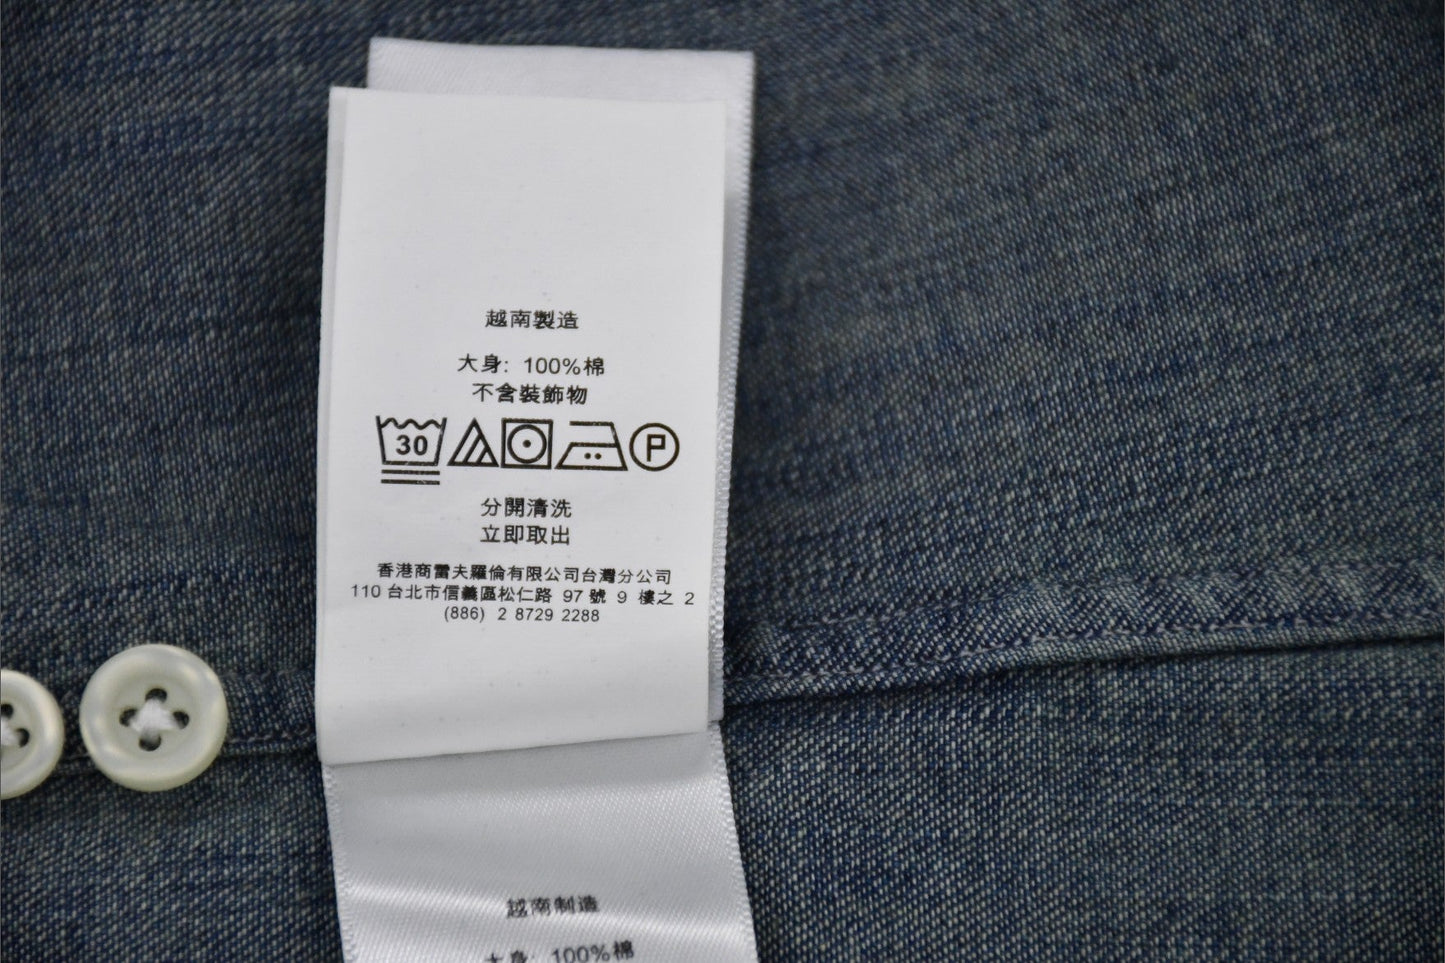 越南製造
大身: 100%棉
不含裝飾物
30
P
分開清洗
立即取出
香港商雷夫羅倫有限公司台灣分公司
110 台北市信義區松仁路 97 號 9 樓之 2
(886) 2 8729 2288
越南制造
大身: 100%棉